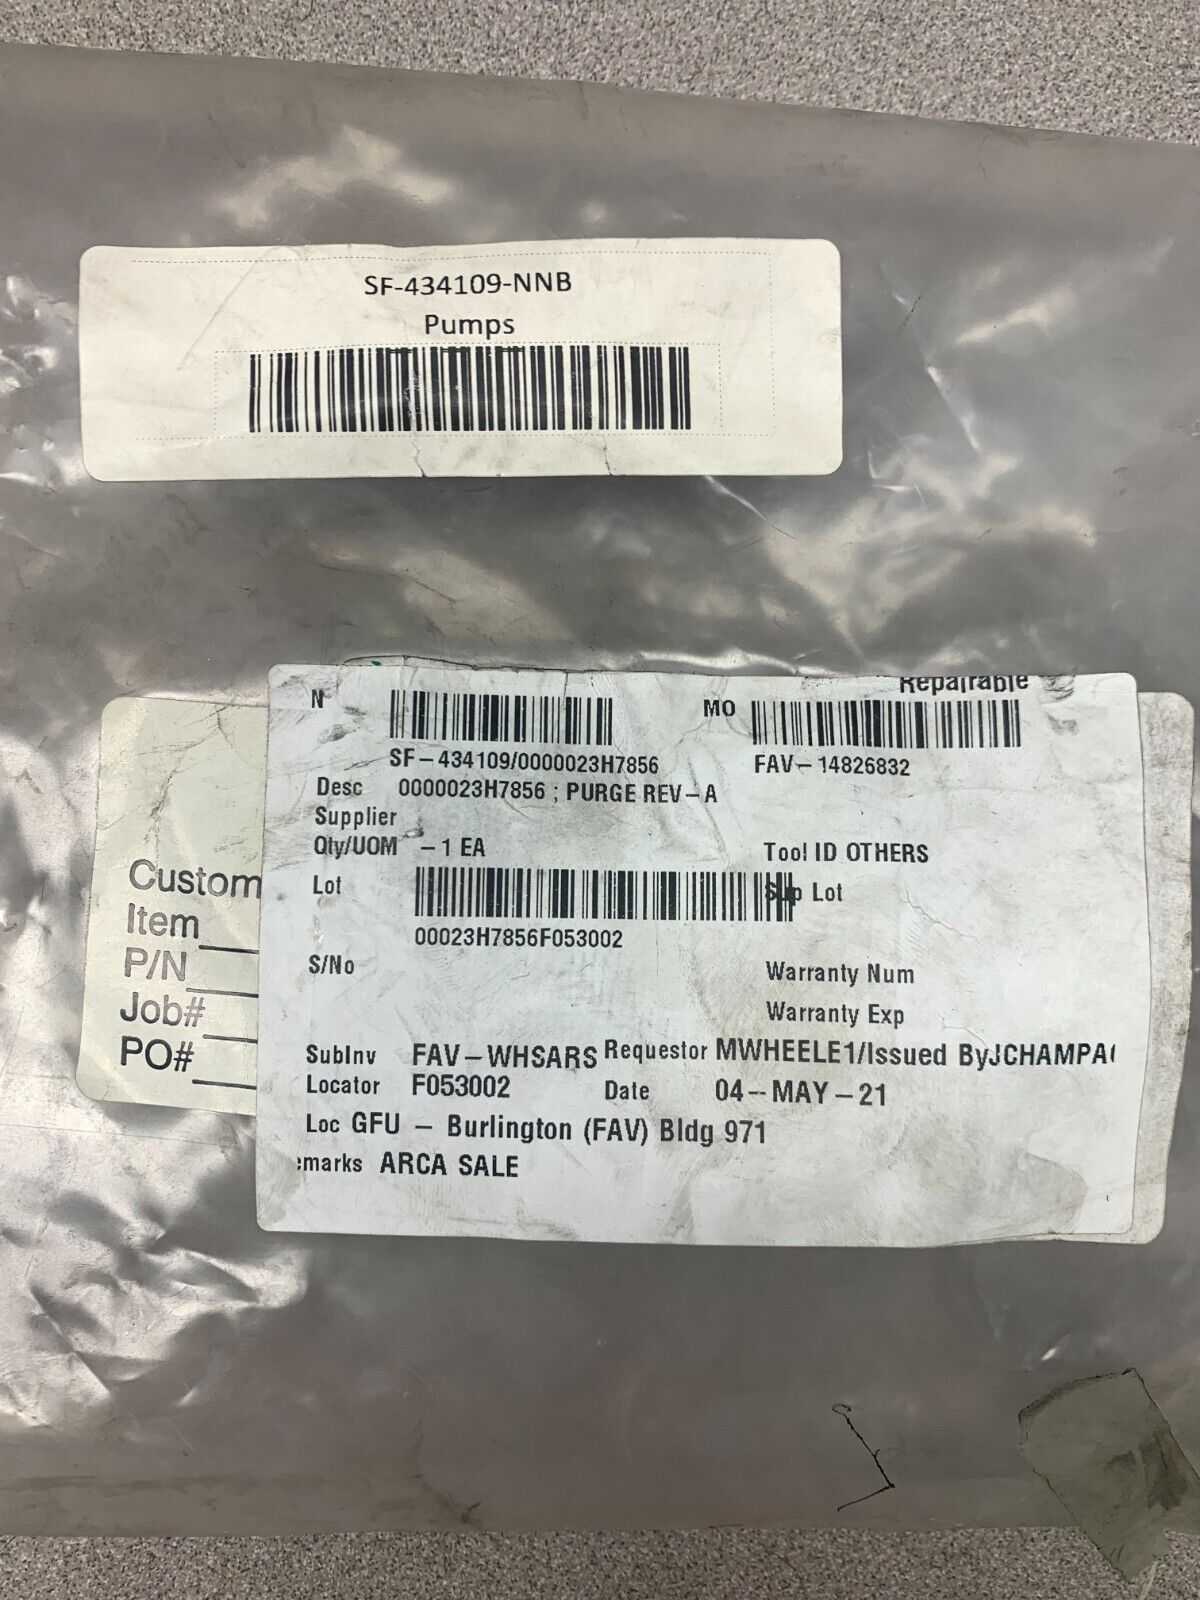 SF-434109-NNB
Pumps
Repairable
N
MO
SF-434109/0000023H7856
FAV-14826832
Desc 0000023H7856 ; PURGE REV-A
Supplier
Qty/UOM -1 EA
Tool ID OTHERS
Lot
Sup Lot
00023H7856F053002
S/No
Warranty Num
Warranty Exp
SubInv FAV-WHSARS Requestor MWHEELE1/Issued ByJCHAMPA
Locator F053002 Date 04-MAY-21
Loc GFU - Burlington (FAV) Bldg 971
emarks ARCA SALE
Custom
Item
P/N
Job#
PO#